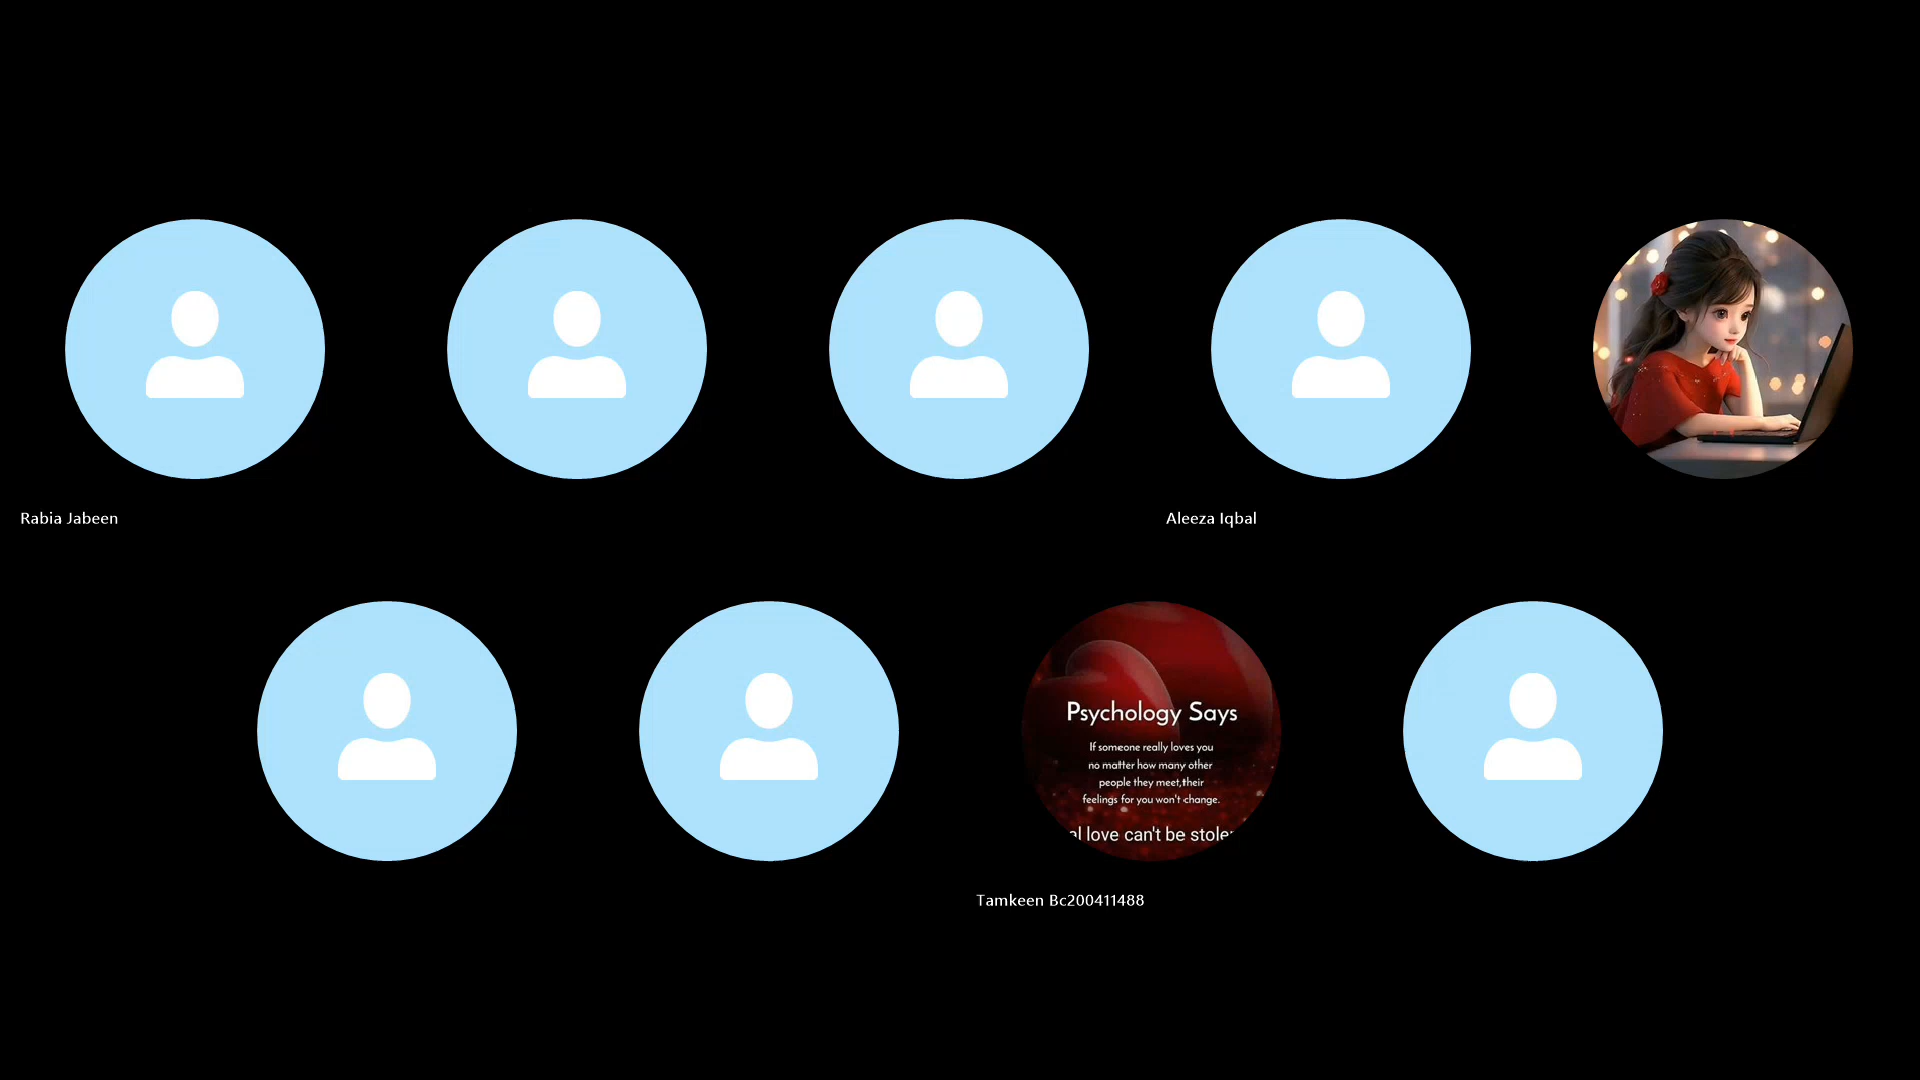 Rabia Jabeen
Aleeza Iqbal
Psychology Says
If someone really loves you
no matter how many other
people they meet,their
feelings for you won't change.
love can't be
Tamkeen Bc200411488